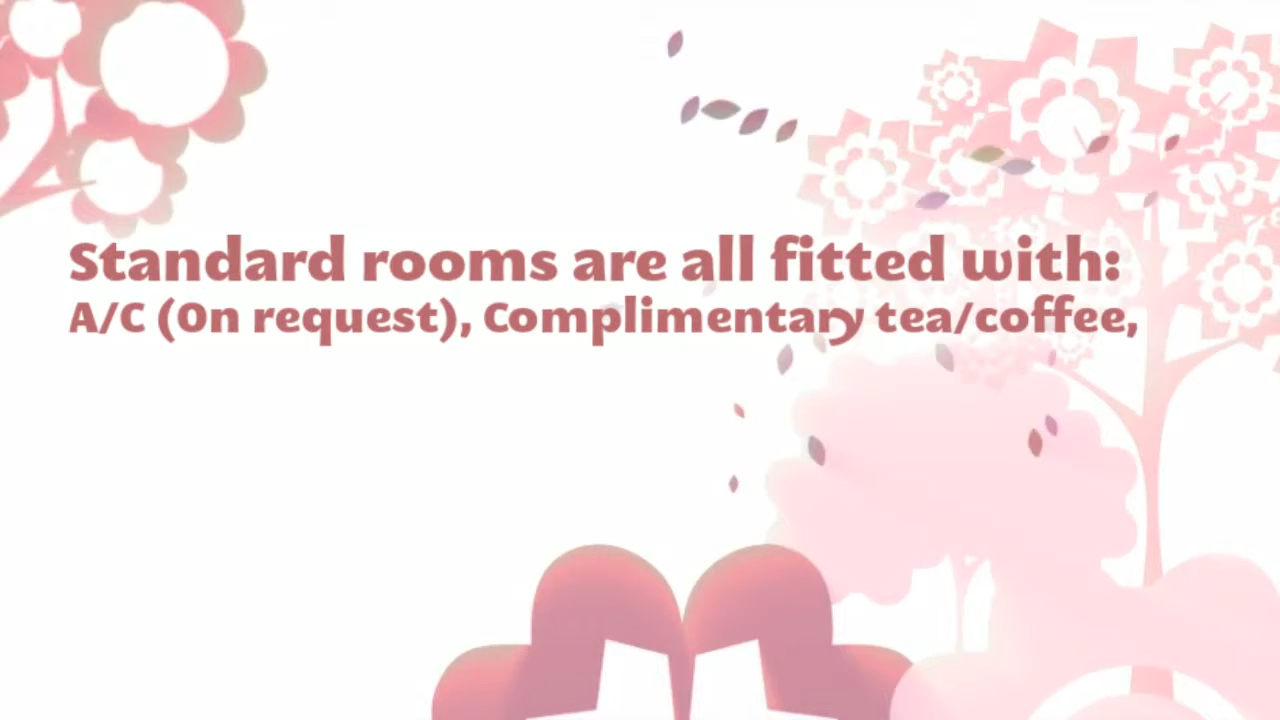 Standard rooms are all fitted with:
A/C (On request), Complimentary tea/coffee,